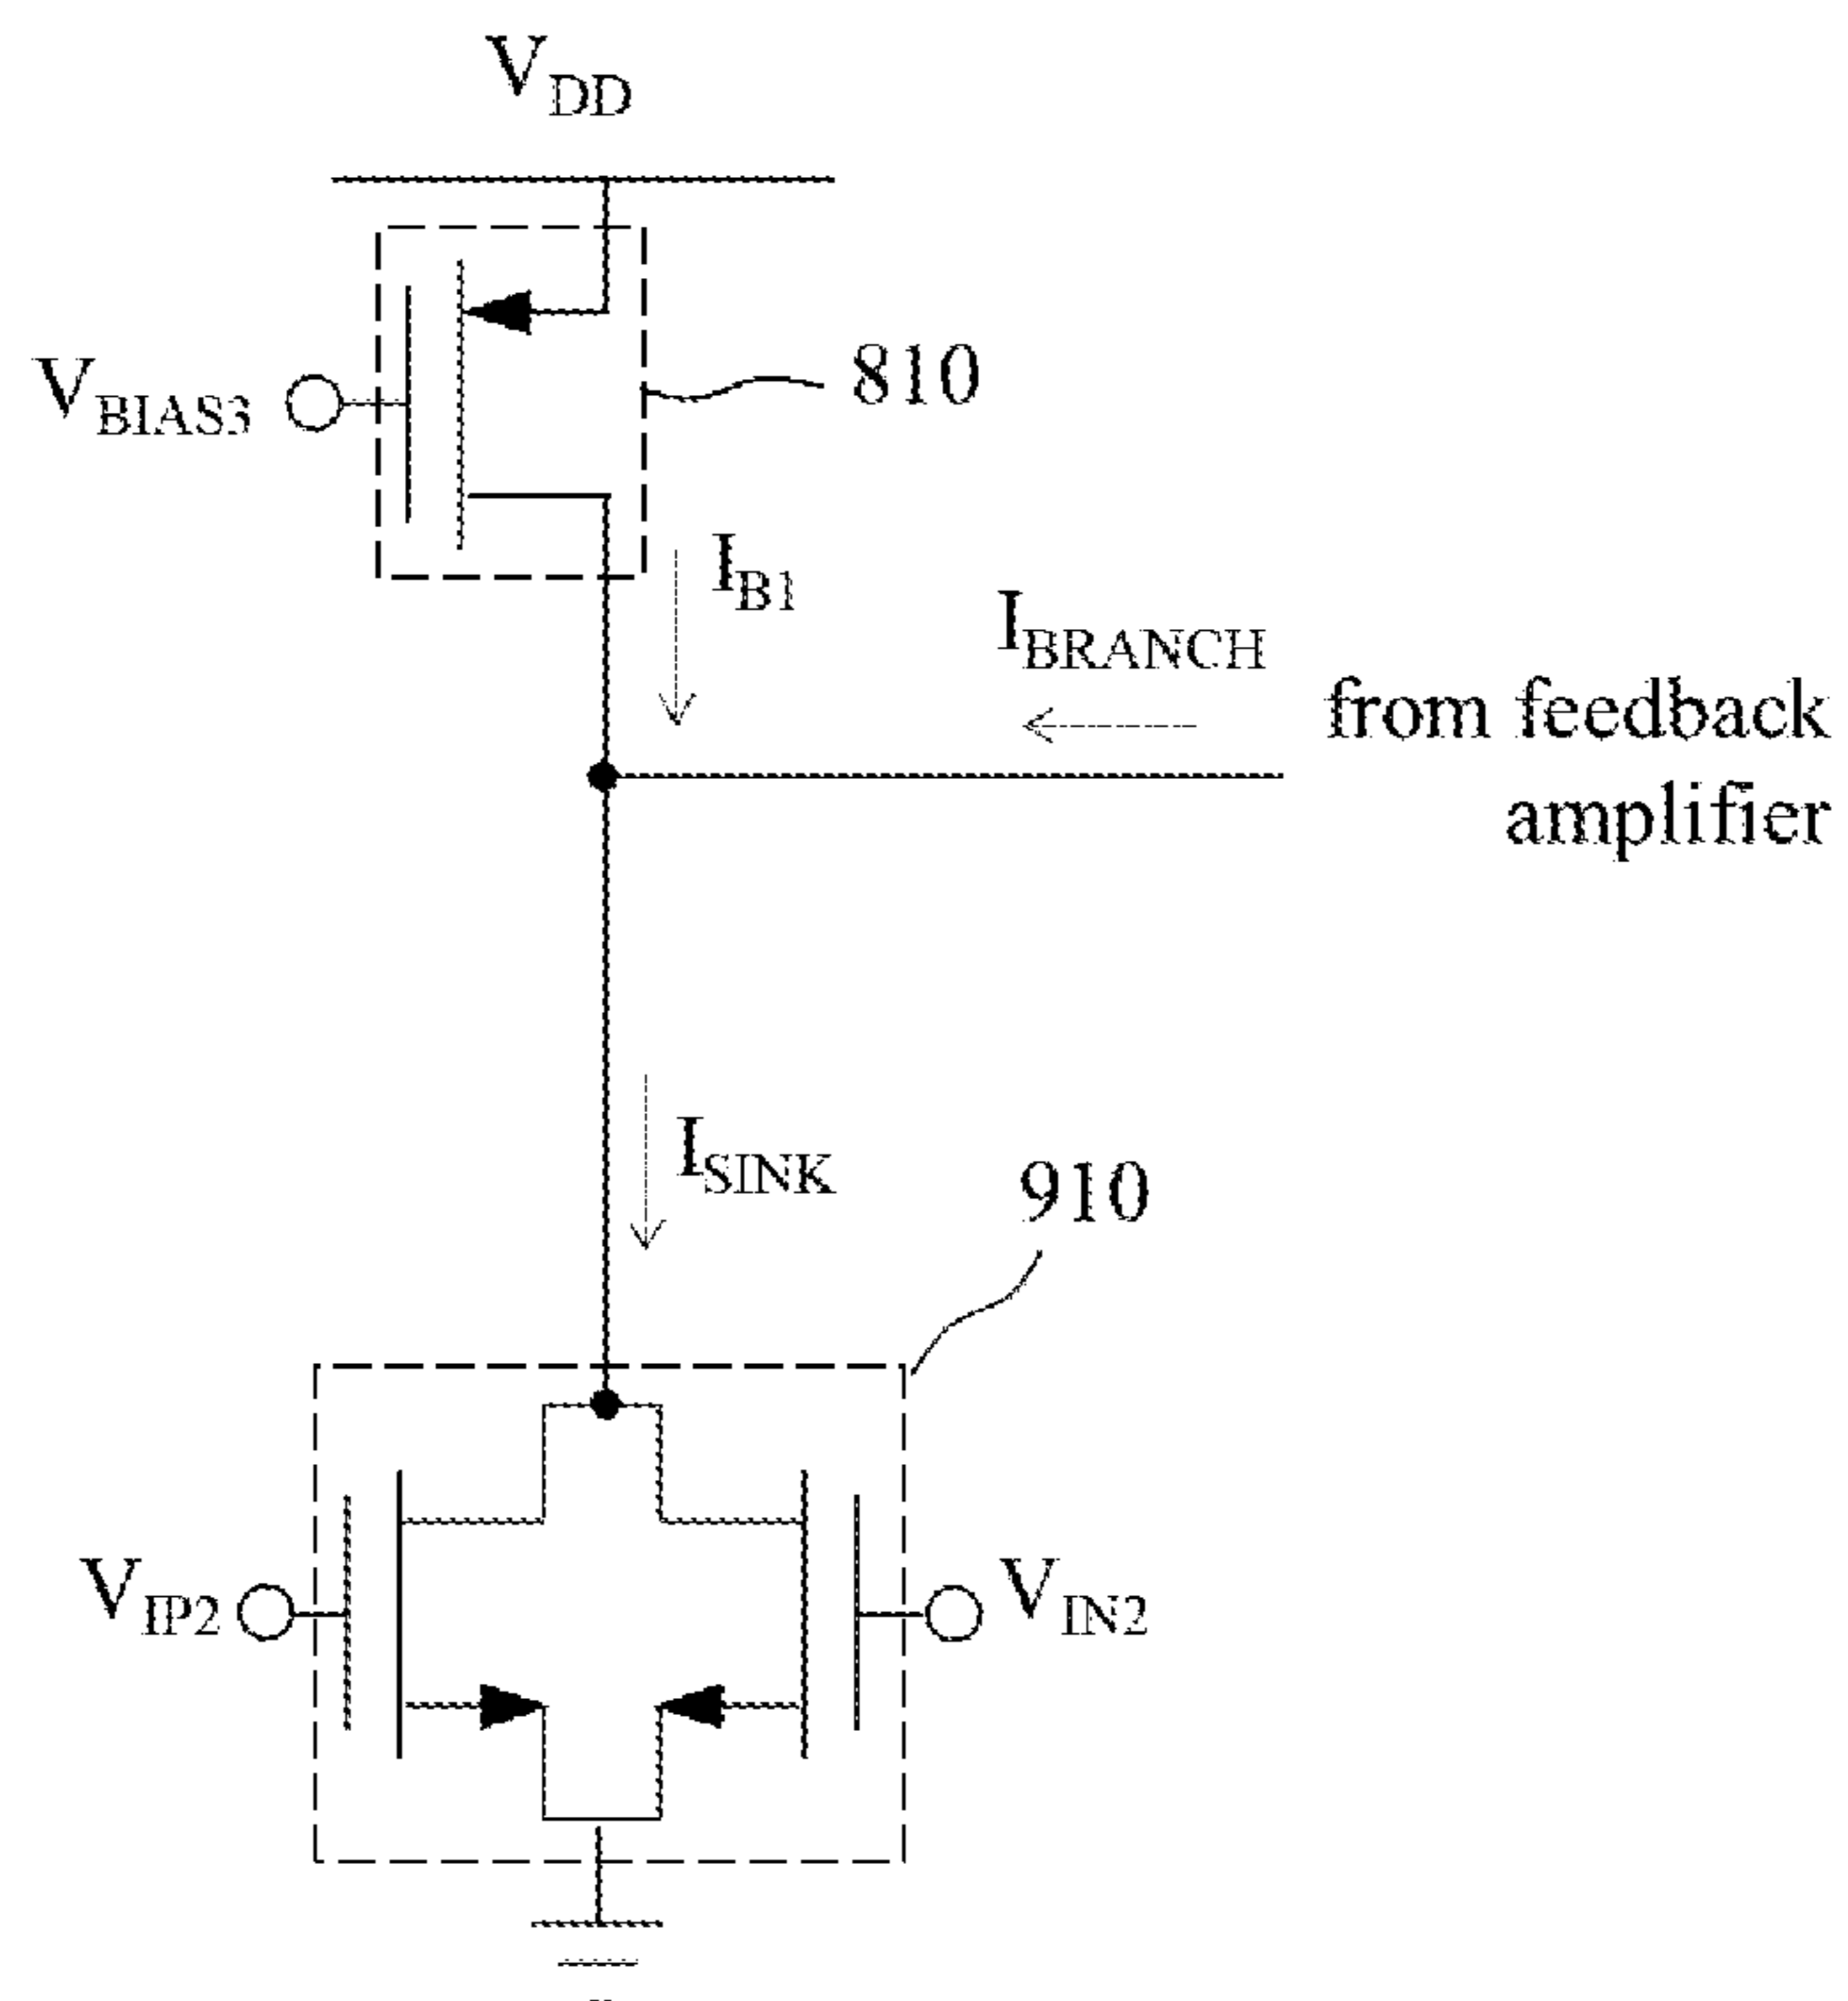 VDD
VBIAS3
810
IB1
IBRANCH
from feedback
amplifier
ISINK
910
VIP2
VIN2